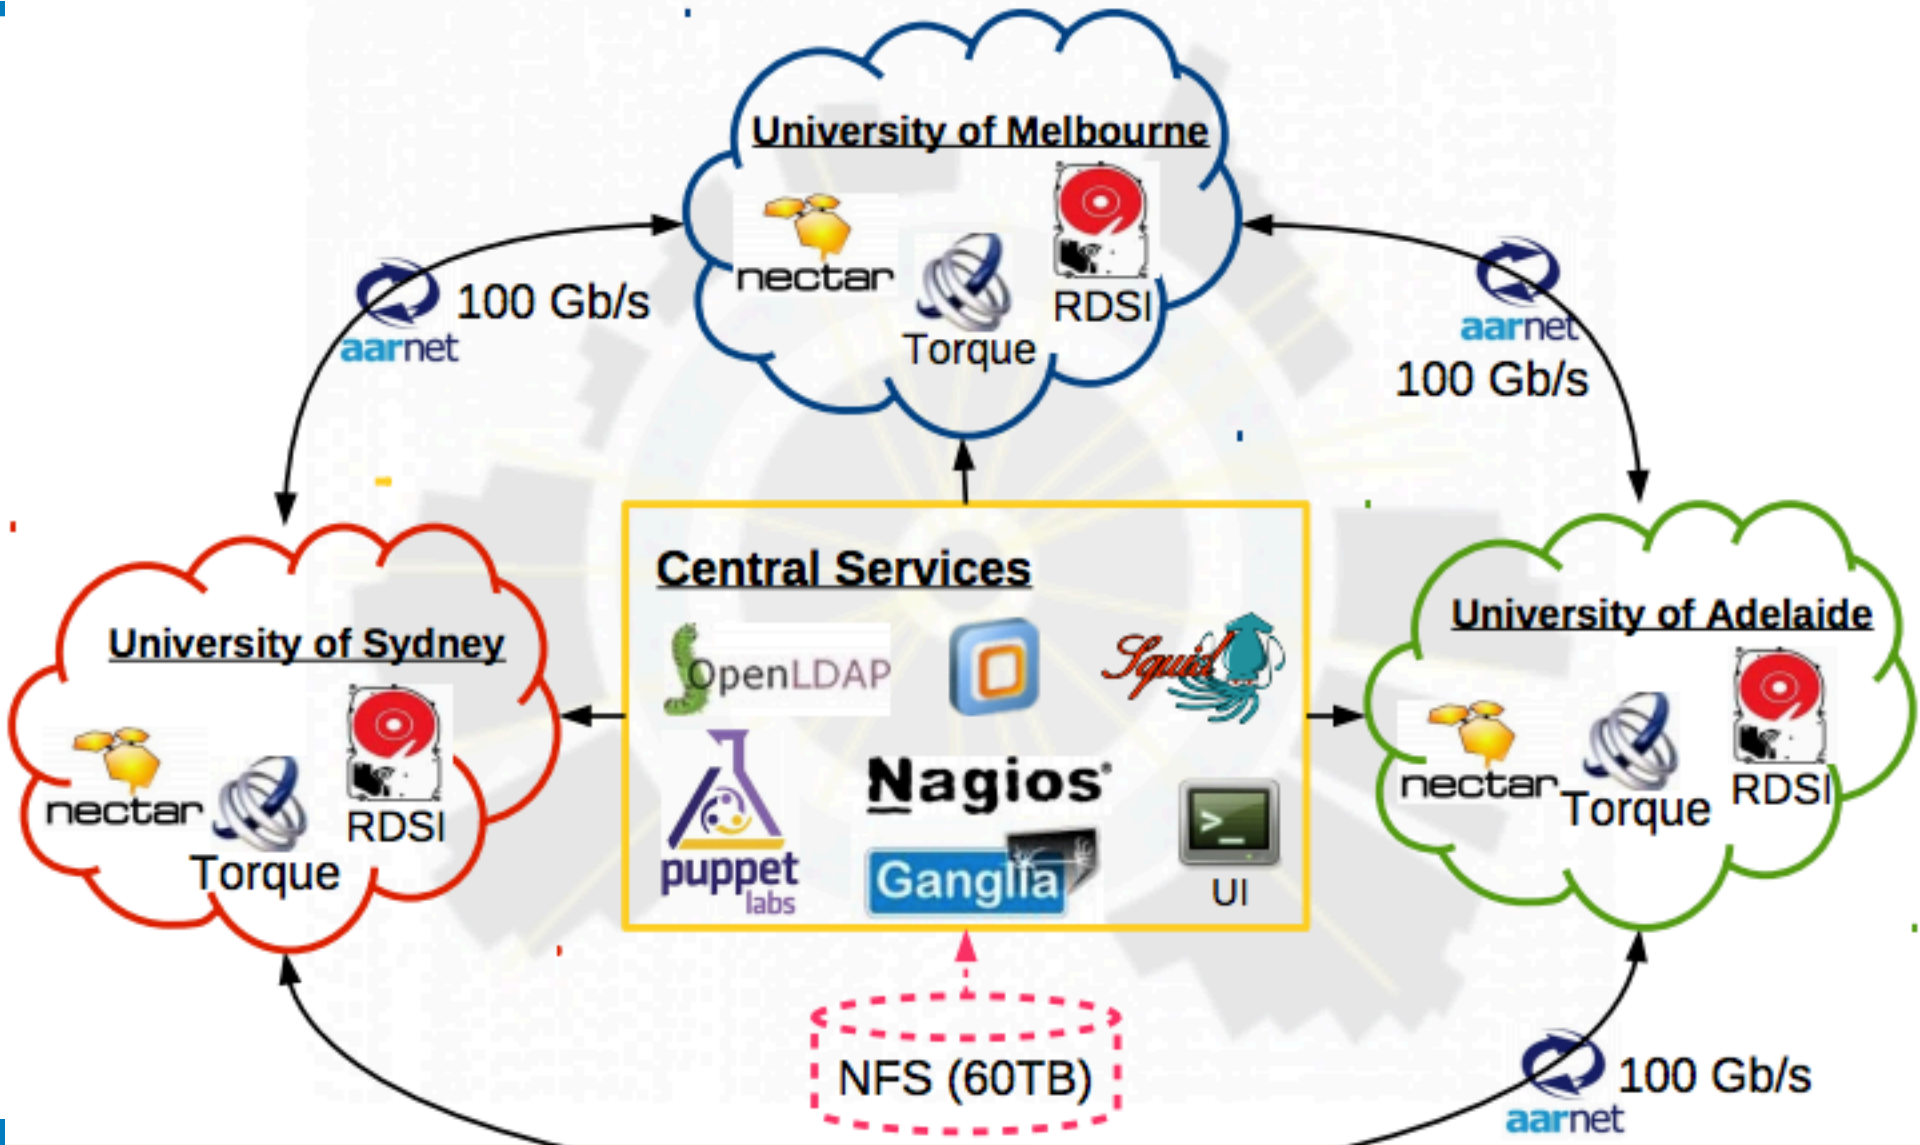 University of Melbourne
nectar
Torque
RDSI
aarnet
100 Gb/s
aarnet
100 Gb/s
University of Sydney
nectar
Torque
RDSI
Central Services
OpenLDAP
Squid
puppet
labs
Nagios
Ganglia
>_
UI
University of Adelaide
nectar
Torque
RDSI
NFS (60TB)
aarnet
100 Gb/s